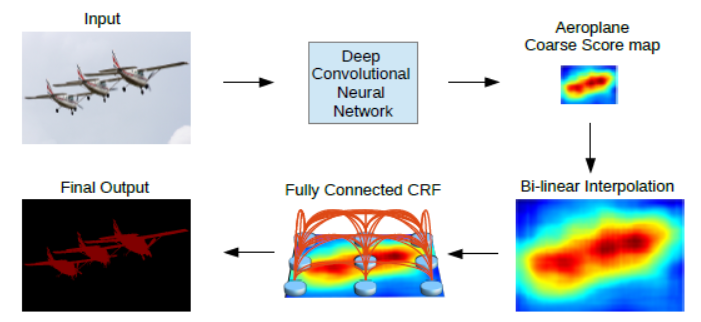 Input
Deep
Convolutional
Neural
Network
Aeroplane
Coarse Score map
Bi-linear Interpolation
Fully Connected CRF
Final Output